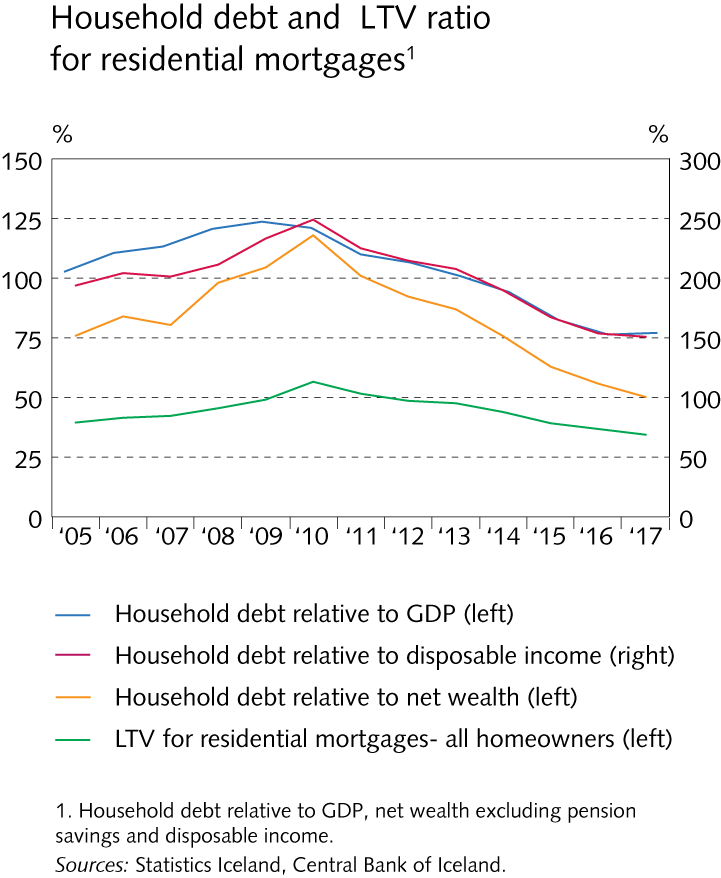 Household debt and LTV ratio
for residential mortgages¹
% %
150 300
125 250
100 200
75 150
50 100
25 50
0 0
‘05 ‘06 ‘07 ‘08 ‘09 ‘10 ‘11 ‘12 ‘13 ‘14 ‘15 ‘16 ‘17
Household debt relative to GDP (left)
Household debt relative to disposable income (right)
Household debt relative to net wealth (left)
LTV for residential mortgages- all homeowners (left)
1. Household debt relative to GDP, net wealth excluding pension
savings and disposable income.
Sources: Statistics Iceland, Central Bank of Iceland.